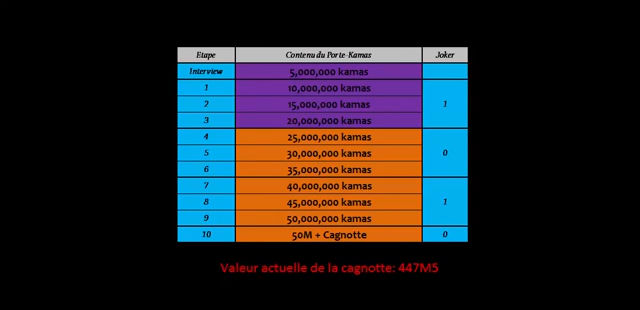 Etape Contenu du Porte-Kamas Joker
Interview 5,000,000 kamas
1 10,000,000 kamas
2 15,000,000 kamas 1
3 20,000,000 kamas
4 25,000,000 kamas
5 30,000,000 kamas 0
6 35,000,000 kamas
7 40,000,000 kamas
8 45,000,000 kamas 1
9 50,000,000 kamas
10 50M + Cagnotte 0
Valeur actuelle de la cagnotte: 447M5